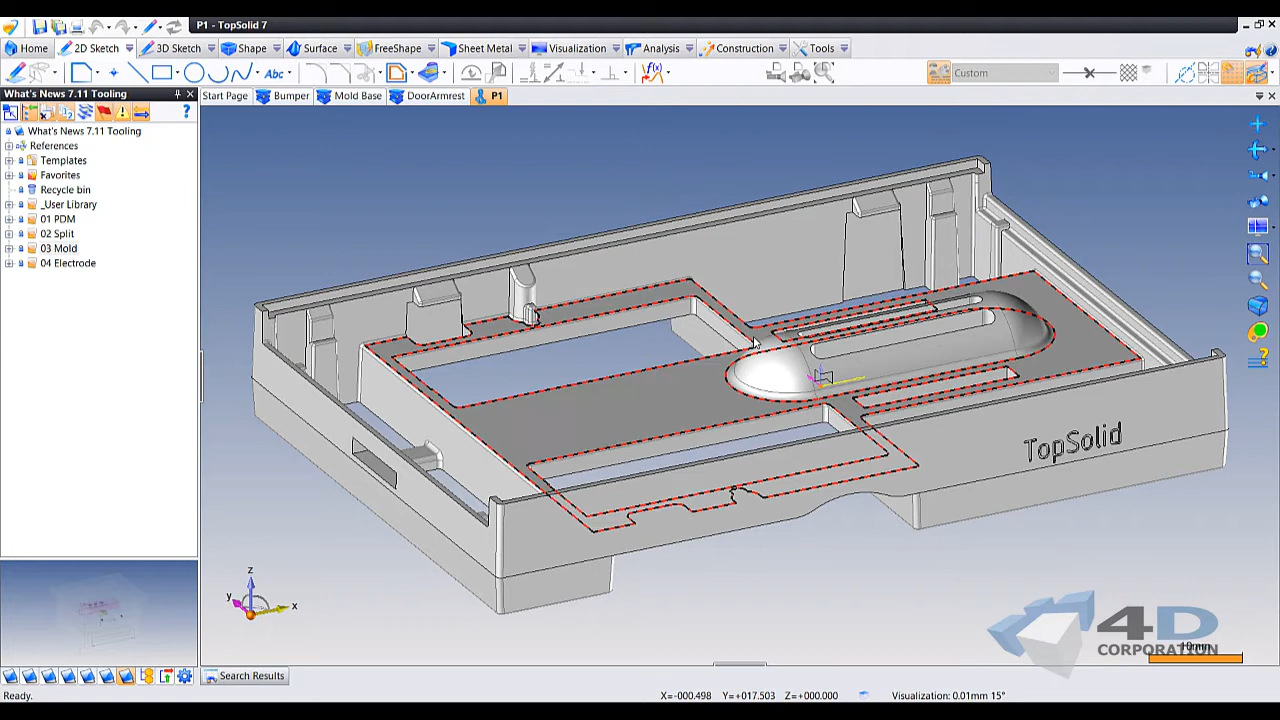 P1 - TopSolid 7
Home
2D Sketch
3D Sketch
Shape
Surface
FreeShape
Sheet Metal
Visualization
Analysis
Construction
Tools
Abc
f(x)
Custom
What's News 7.11 Tooling
Start Page
Bumper
Mold Base
DoorArmrest
P1
What's News 7.11 Tooling
References
Templates
Favorites
Recycle bin
_User Library
01 PDM
02 Split
03 Mold
04 Electrode
TopSolid
z
y
x
4D
CORPORATION
10mm
Search Results
Ready.
X=-000.498
Y=+017.503
Z=+000.000
Visualization: 0.01mm 15°